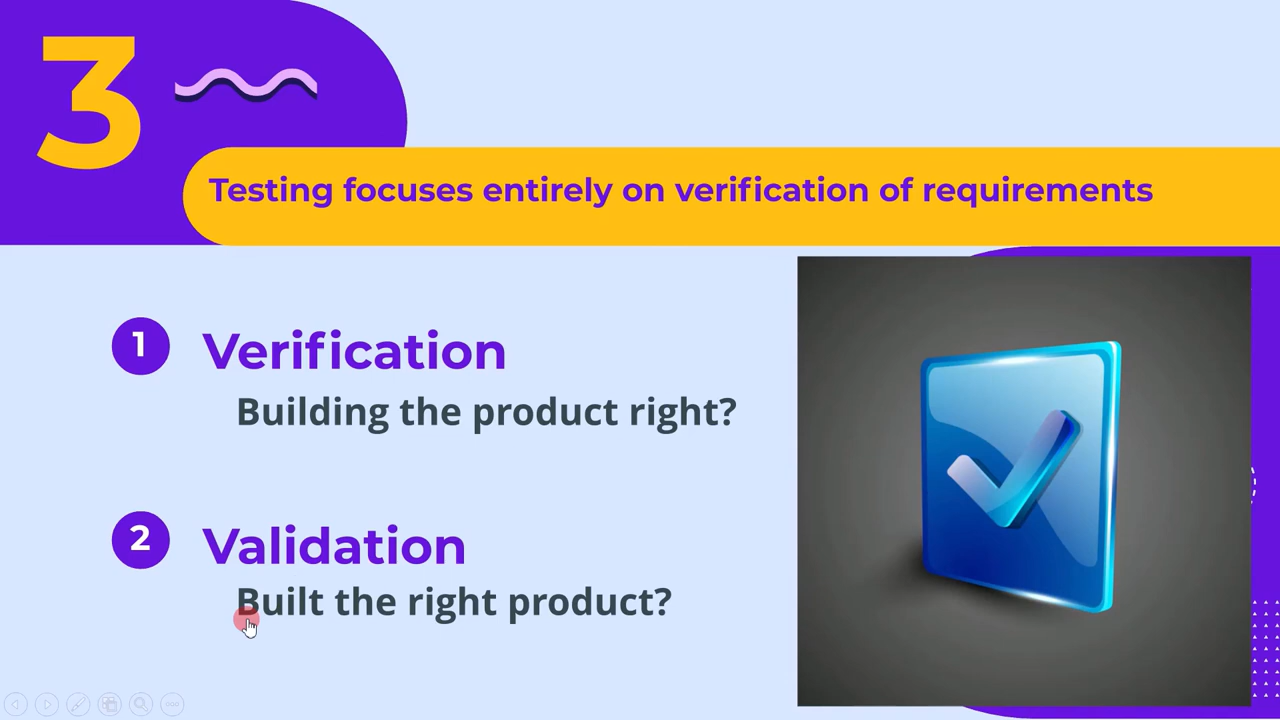 3
Testing focuses entirely on verification of requirements
1
Verification
Building the product right?
2
Validation
Built the right product?